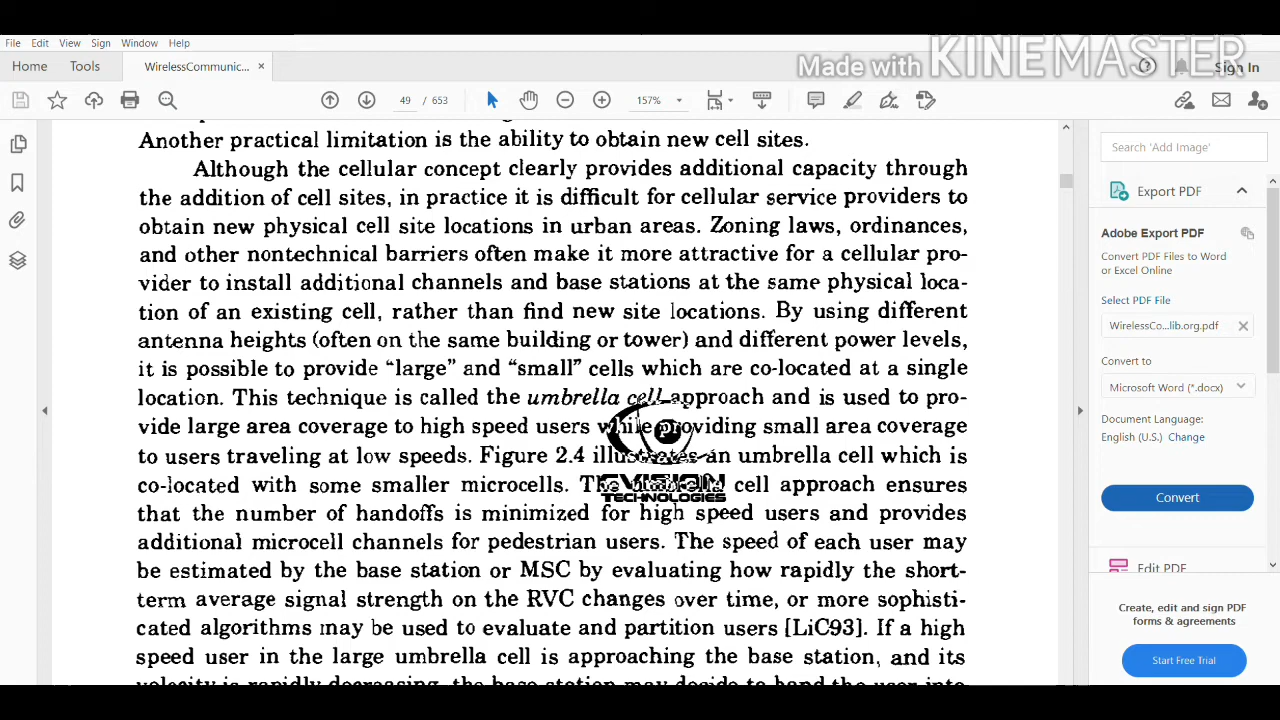 File Edit View Sign Window Help
Made with KINEMASTER
Home Tools WirelessCommunic... × Sign In
49 / 653 157%
Another practical limitation is the ability to obtain new cell sites.
Although the cellular concept clearly provides additional capacity through
the addition of cell sites, in practice it is difficult for cellular service providers to
obtain new physical cell site locations in urban areas. Zoning laws, ordinances,
and other nontechnical barriers often make it more attractive for a cellular pro-
vider to install additional channels and base stations at the same physical loca-
tion of an existing cell, rather than find new site locations. By using different
antenna heights (often on the same building or tower) and different power levels,
it is possible to provide “large” and “small” cells which are co-located at a single
location. This technique is called the umbrella cell approach and is used to pro-
vide large area coverage to high speed users while providing small area coverage
to users traveling at low speeds. Figure 2.4 illustrates an umbrella cell which is
co-located with some smaller microcells. The umbrella cell approach ensures
that the number of handoffs is minimized for high speed users and provides
additional microcell channels for pedestrian users. The speed of each user may
be estimated by the base station or MSC by evaluating how rapidly the short-
term average signal strength on the RVC changes over time, or more sophisti-
cated algorithms may be used to evaluate and partition users [LiC93]. If a high
speed user in the large umbrella cell is approaching the base station, and its
velocity is rapidly decreasing, the base station may decide to hand the user into
CVISION
TECHNOLOGIES
Search 'Add Image'
Export PDF
Adobe Export PDF
Convert PDF Files to Word
or Excel Online
Select PDF File
WirelessCo...lib.org.pdf ×
Convert to
Microsoft Word (*.docx)
Document Language:
English (U.S.) Change
Convert
Edit PDF
Create, edit and sign PDF
forms & agreements
Start Free Trial